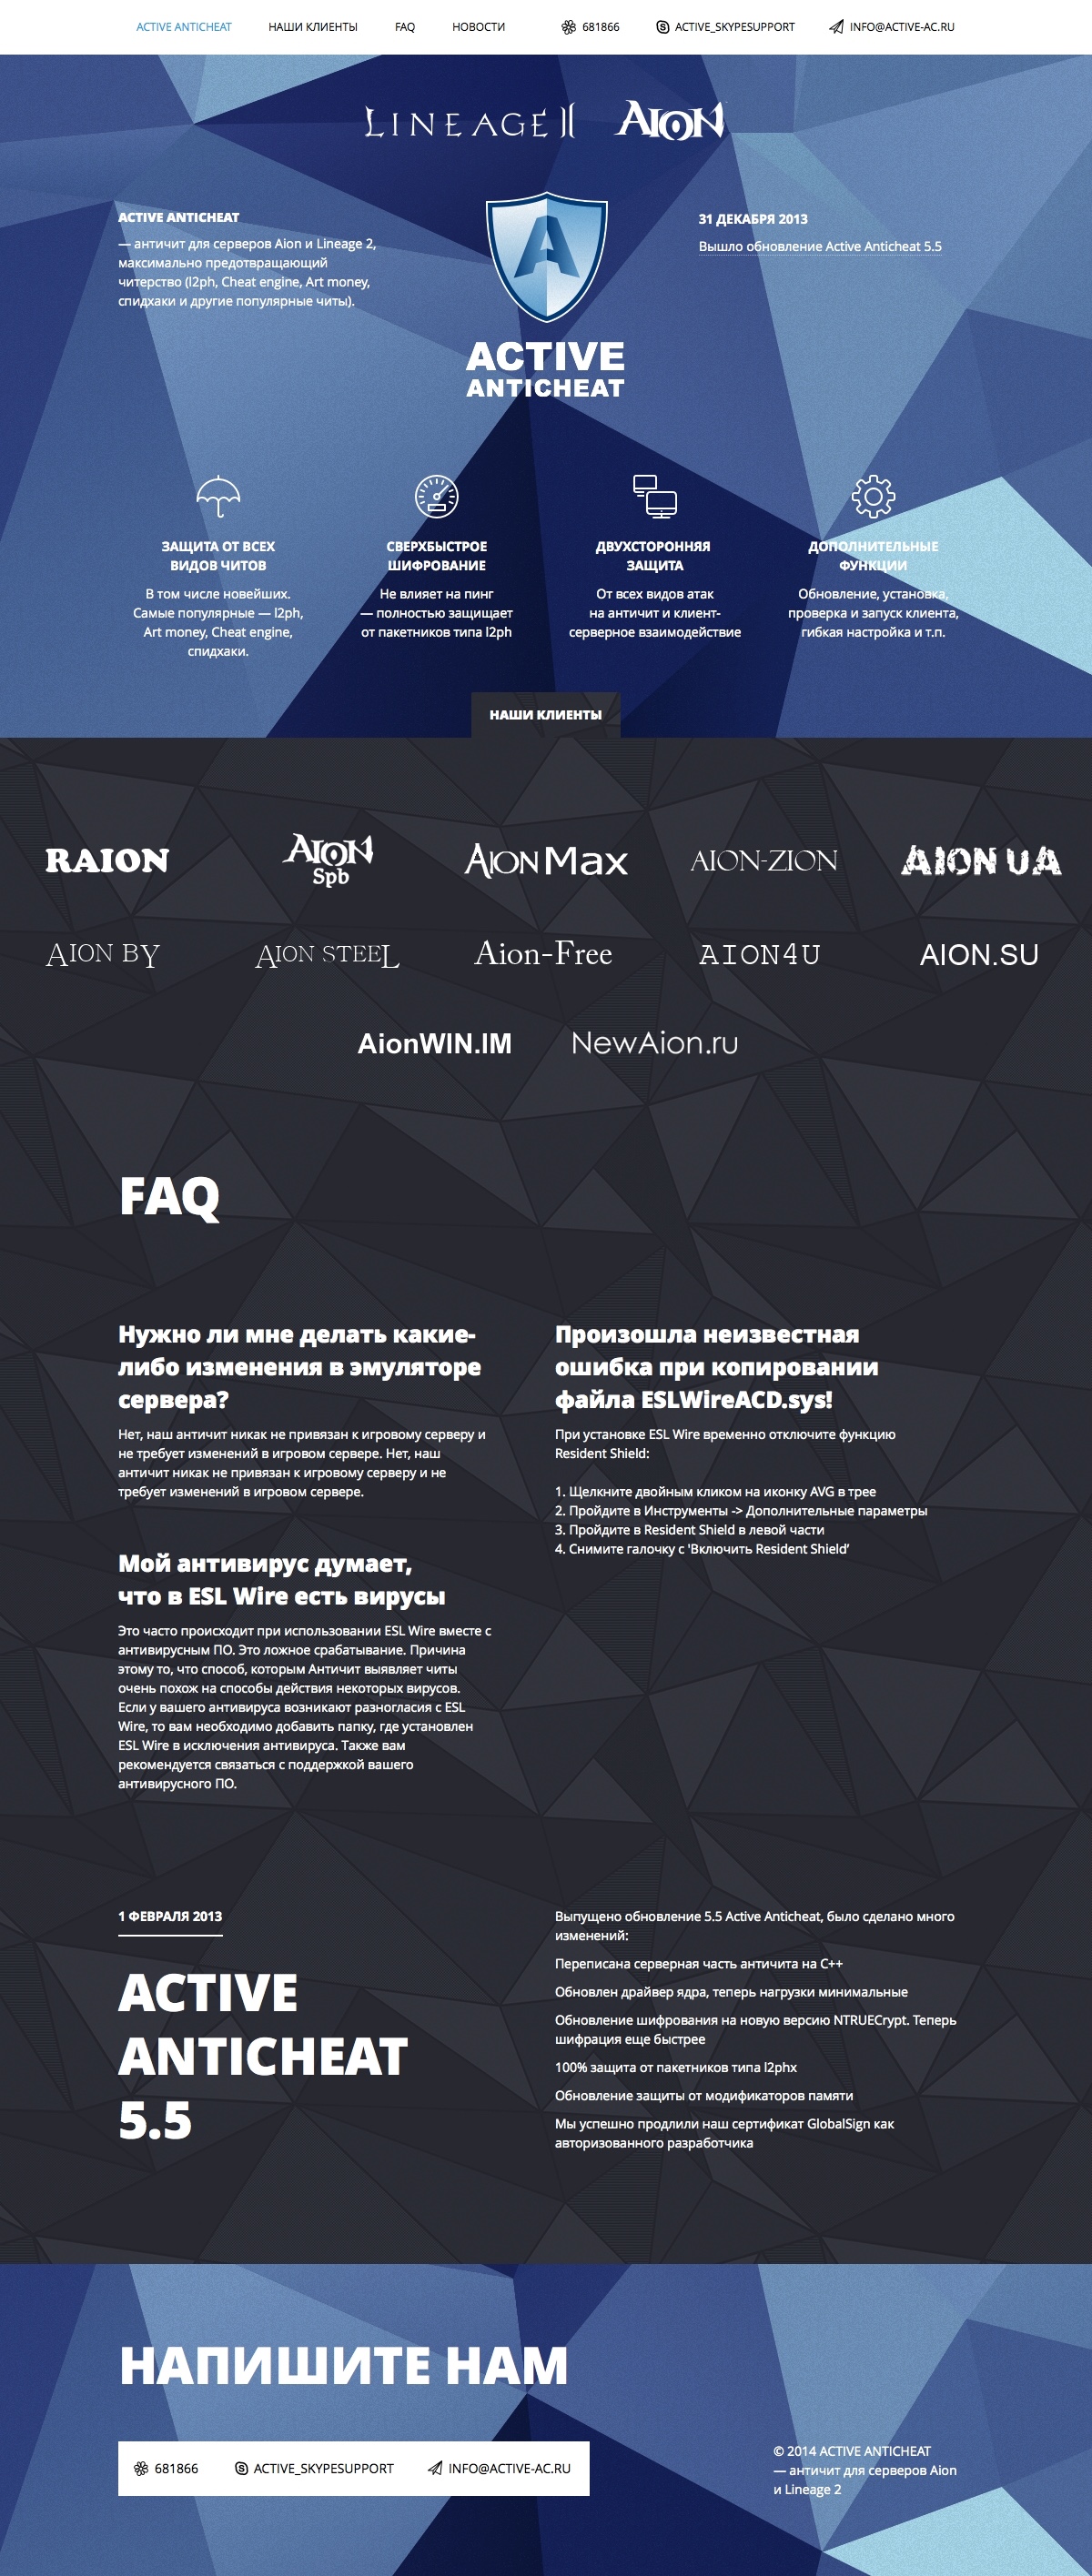 ACTIVE ANTICHEAT НАШИ КЛИЕНТЫ FAQ НОВОСТИ 681866 ACTIVE_SKYPESUPPORT INFO@ACTIVE-AC.RU
LINEAGE II AION
ACTIVE ANTICHEAT
— античит для серверов Aion и Lineage 2,
максимально предотвращающий
читерство (l2ph, Cheat engine, Art money,
спидхаки и другие популярные читы).
A
ACTIVE
ANTICHEAT
31 ДЕКАБРЯ 2013
Вышло обновление Active Anticheat 5.5
ЗАЩИТА ОТ ВСЕХ
ВИДОВ ЧИТОВ
В том числе новейших.
Самые популярные — l2ph,
Art money, Cheat engine,
спидхаки.
СВЕРХБЫСТРОЕ
ШИФРОВАНИЕ
Не влияет на пинг
— полностью защищает
от пакетников типа l2ph
ДВУХСТОРОННЯЯ
ЗАЩИТА
От всех видов атак
на античит и клиент-
серверное взаимодействие
ДОПОЛНИТЕЛЬНЫЕ
ФУНКЦИИ
Обновление, установка,
проверка и запуск клиента,
гибкая настройка и т.п.
НАШИ КЛИЕНТЫ
RAION
AION
Spb
AION Max
AION-ZION
AION UA
AION BY
AION STEEL
Aion-Free
AION4U
AION.SU
AionWIN.IM
NewAion.ru
FAQ
Нужно ли мне делать какие-
либо изменения в эмуляторе
сервера?
Нет, наш античит никак не привязан к игровому серверу и
не требует изменений в игровом сервере. Нет, наш
античит никак не привязан к игровому серверу и не
требует изменений в игровом сервере.
Мой антивирус думает,
что в ESL Wire есть вирусы
Это часто происходит при использовании ESL Wire вместе с
антивирусным ПО. Это ложное срабатывание. Причина
этому то, что способ, которым Античит выявляет читы
очень похож на способы действия некоторых вирусов.
Если у вашего антивируса возникают разногласия с ESL
Wire, то вам необходимо добавить папку, где установлен
ESL Wire в исключения антивируса. Также вам
рекомендуется связаться с поддержкой вашего
антивирусного ПО.
Произошла неизвестная
ошибка при копировании
файла ESLWireACD.sys!
При установке ESL Wire временно отключите функцию
Resident Shield:
1. Щелкните двойным кликом на иконку AVG в трее
2. Пройдите в Инструменты -> Дополнительные параметры
3. Пройдите в Resident Shield в левой части
4. Снимите галочку с 'Включить Resident Shield’
1 ФЕВРАЛЯ 2013
ACTIVE
ANTICHEAT
5.5
Выпущено обновление 5.5 Active Anticheat, было сделано много
изменений:
Переписана серверная часть античита на C++
Обновлен драйвер ядра, теперь нагрузки минимальные
Обновление шифрования на новую версию NTRUECrypt. Теперь
шифрация еще быстрее
100% защита от пакетников типа l2phx
Обновление защиты от модификаторов памяти
Мы успешно продлили наш сертификат GlobalSign как
авторизованного разработчика
НАПИШИТЕ НАМ
681866 ACTIVE_SKYPESUPPORT INFO@ACTIVE-AC.RU
© 2014 ACTIVE ANTICHEAT
— античит для серверов Aion
и Lineage 2